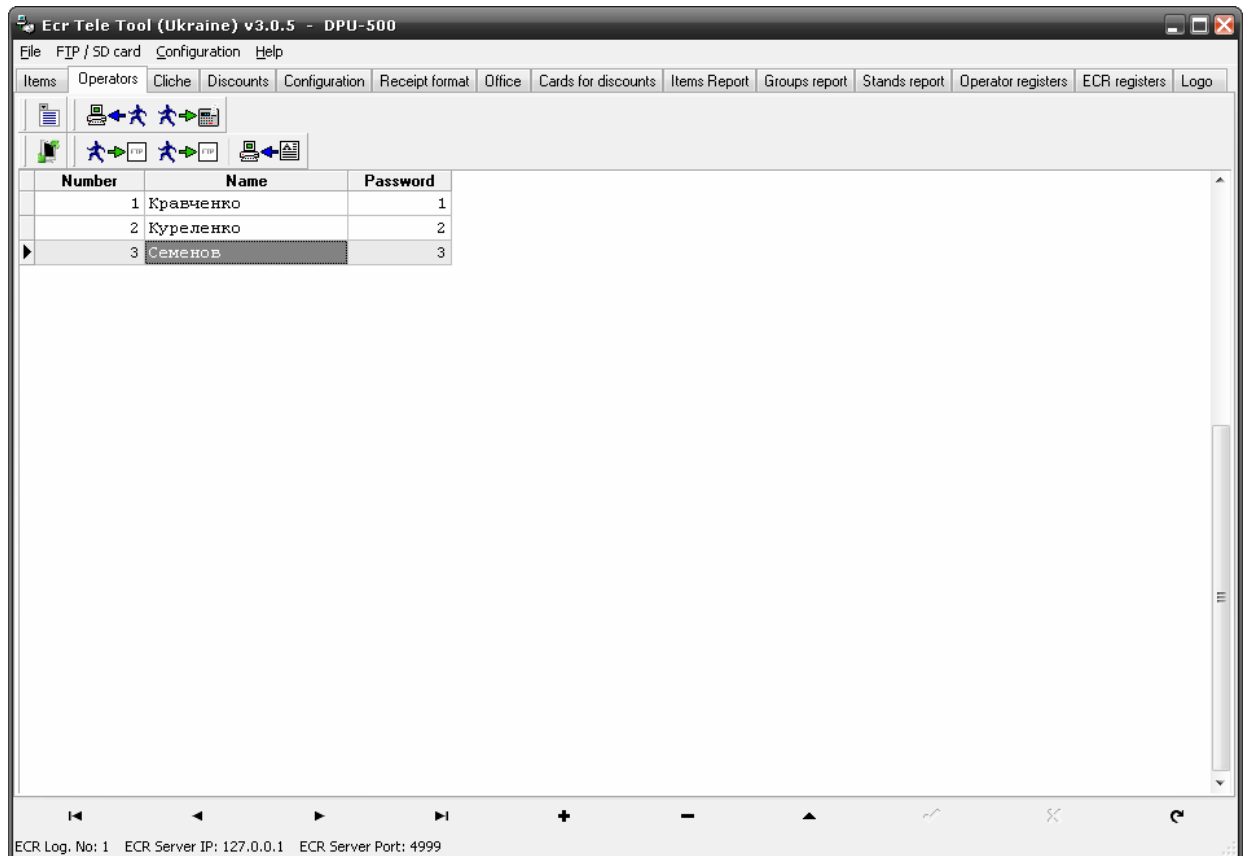 Ecr Tele Tool (Ukraine) v3.0.5 - DPU-500
File FTP / SD card Configuration Help
Items Operators Cliche Discounts Configuration Receipt format Office Cards for discounts Items Report Groups report Stands report Operator registers ECR registers Logo
FTP FTP
Number Name Password
1 Кравченко 1
2 Куреленко 2
3 Семенов 3
ECR Log. No: 1 ECR Server IP: 127.0.0.1 ECR Server Port: 4999